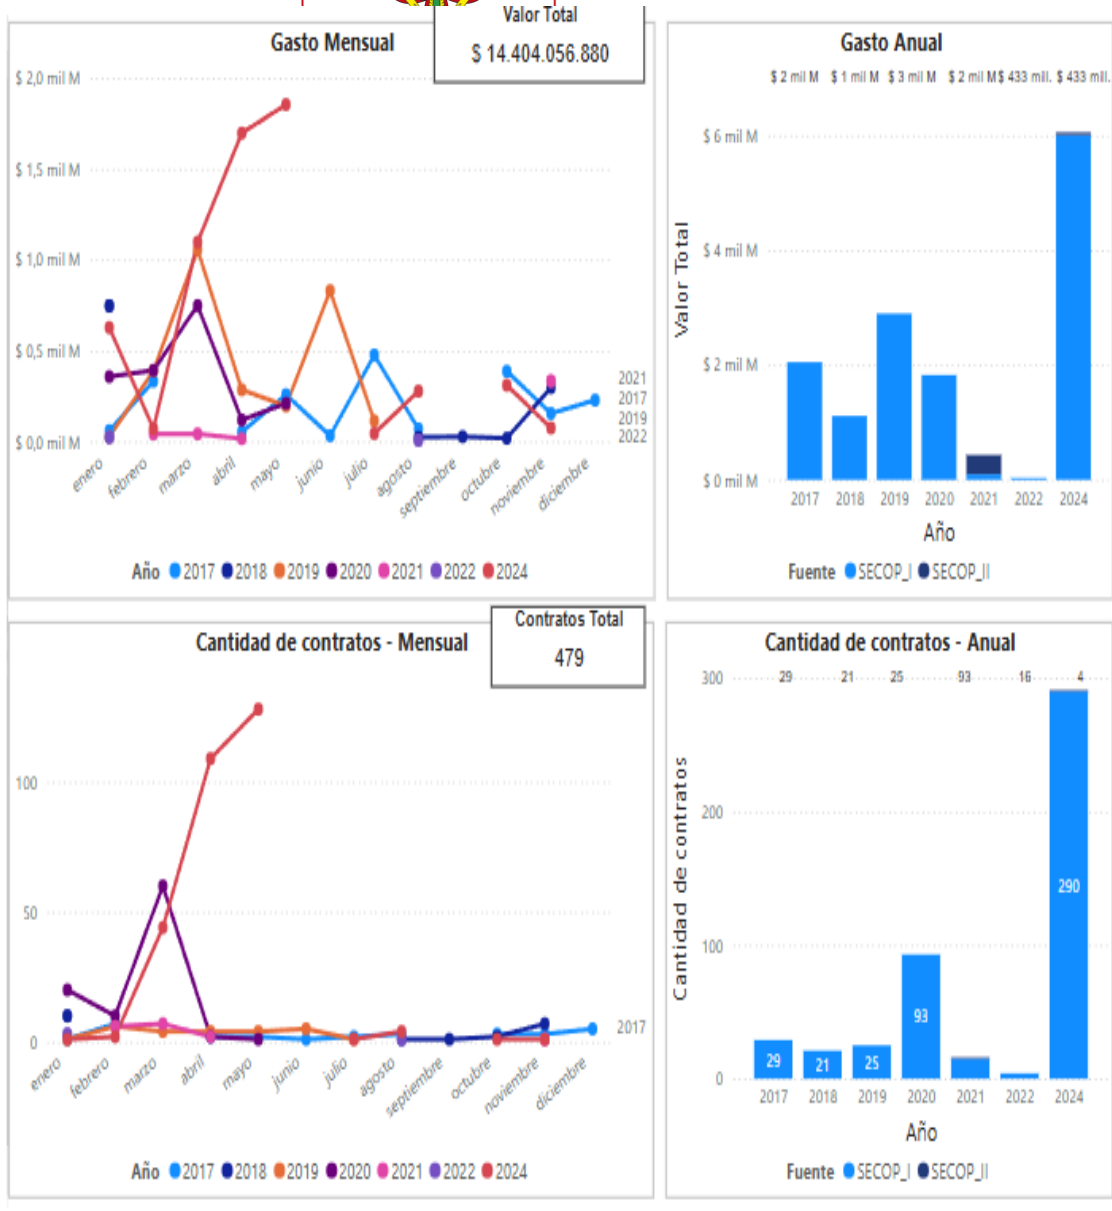 Valor Total
$ 14.404.056.880
Gasto Mensual
$ 2,0 mil M
$ 1,5 mil M
$ 1,0 mil M
$ 0,5 mil M
$ 0,0 mil M
2021
2017
2019
2022
enero
febrero
marzo
abril
mayo
junio
julio
agosto
septiembre
octubre
noviembre
diciembre
Año 2017 2018 2019 2020 2021 2022 2024
Gasto Anual
$ 2 mil M $ 1 mil M $ 3 mil M $ 2 mil M $ 433 mill. $ 433 mill.
Valor Total
$ 6 mil M
$ 4 mil M
$ 2 mil M
$ 0 mil M
2017 2018 2019 2020 2021 2022 2024
Año
Fuente SECOP_I SECOP_II
Contratos Total
479
Cantidad de contratos - Mensual
100
50
0
2017
enero
febrero
marzo
abril
mayo
junio
julio
agosto
septiembre
octubre
noviembre
diciembre
Año 2017 2018 2019 2020 2021 2022 2024
Cantidad de contratos - Anual
29 21 25 93 16 4
Cantidad de contratos
300
200
100
0
29 21 25 93 290
2017 2018 2019 2020 2021 2022 2024
Año
Fuente SECOP_I SECOP_II